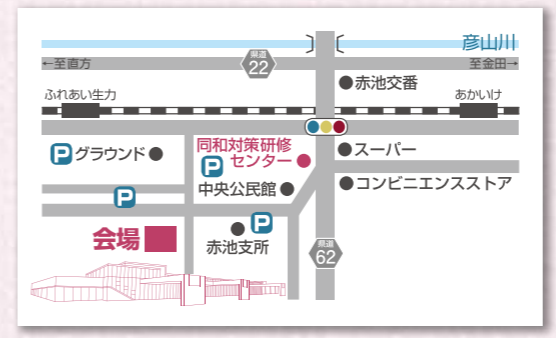 彦山川
←至直方
県道
22
至金田→
●赤池交番
ふれあい生力
あかいけ
P グラウンド●
同和対策研修
P センター●
●スーパー
中央公民館●
●コンビニエンスストア
P
会場
P
赤池支所
県道
62